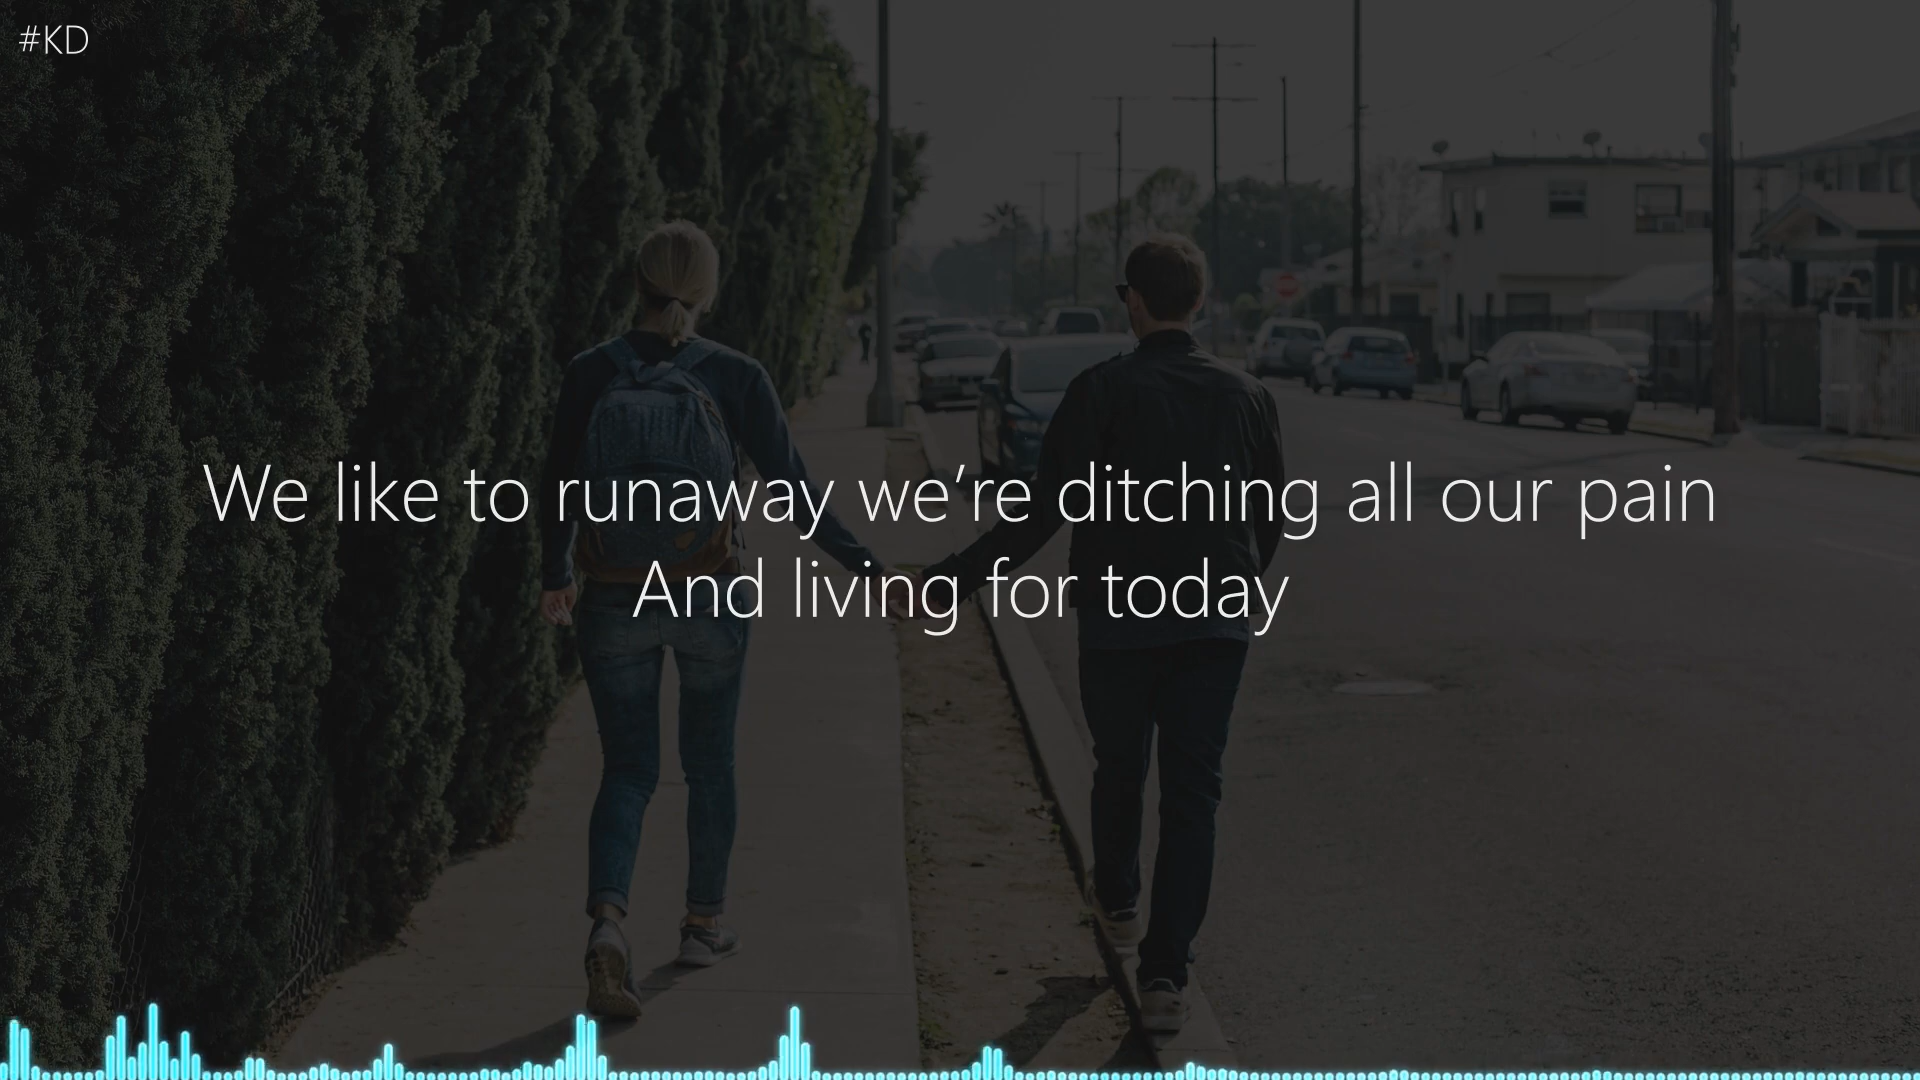 #KD
We like to runaway we’re ditching all our pain
And living for today